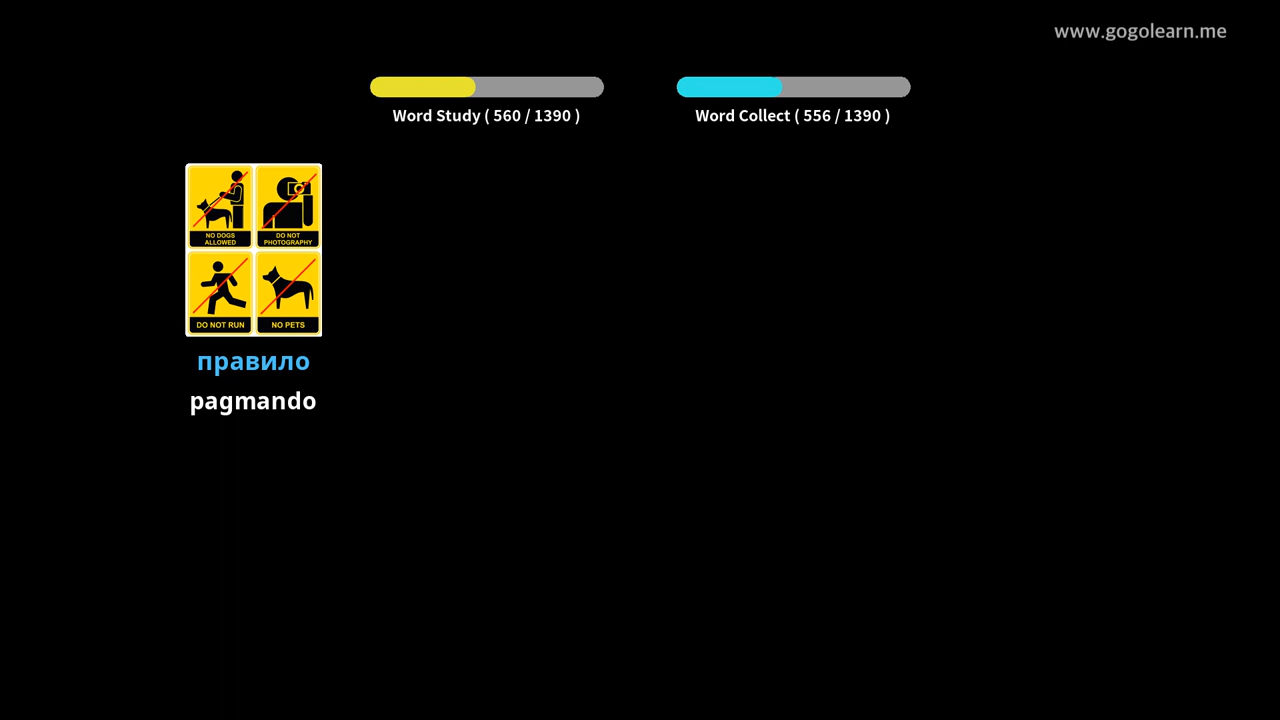 www.gogolearn.me
Word Study ( 560 / 1390 )
Word Collect ( 556 / 1390 )
NO DOGS
ALLOWED
DO NOT
PHOTOGRAPHY
DO NOT RUN
NO PETS
правило
pagmando